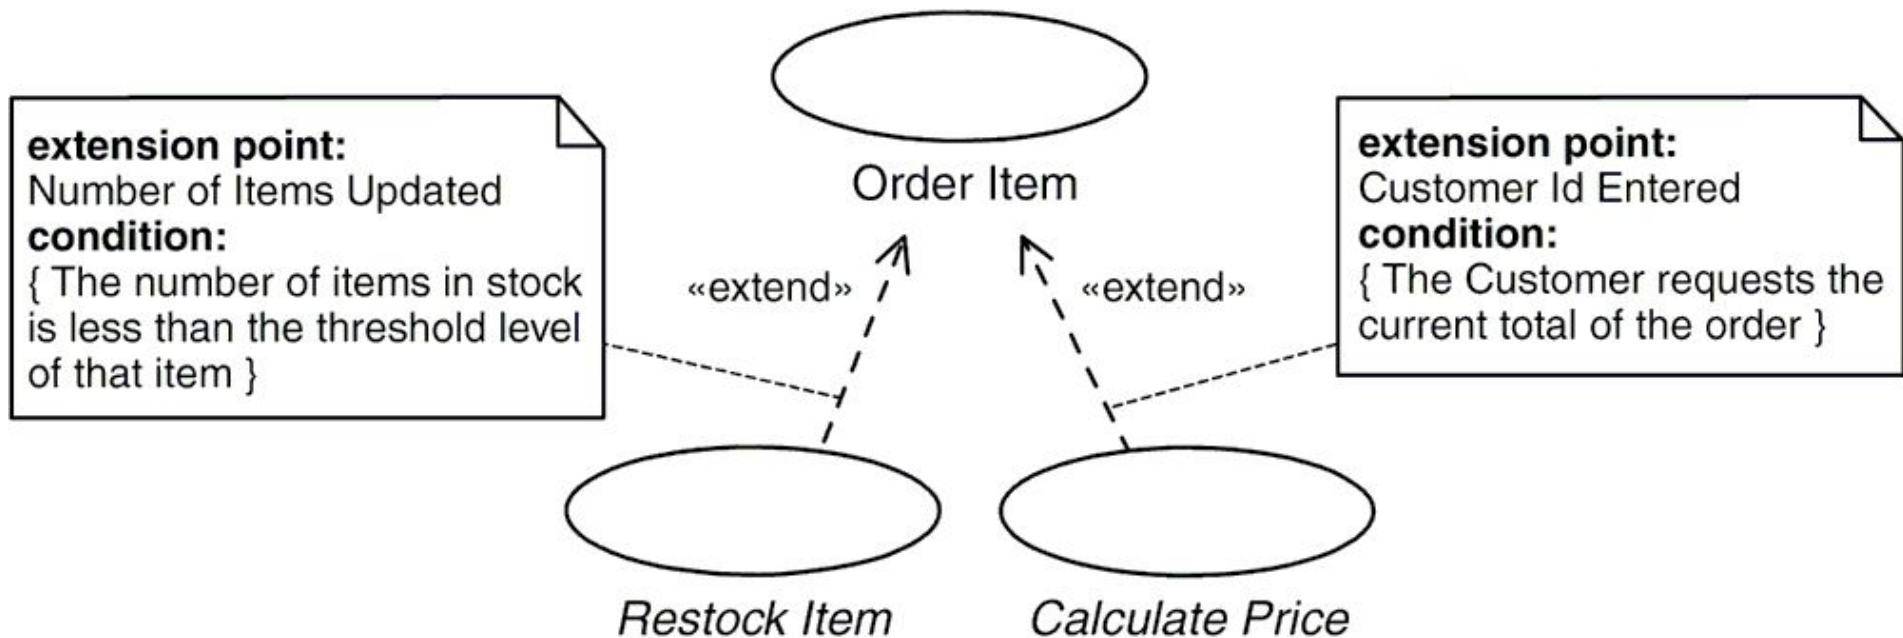 extension point:
Number of Items Updated
condition:
{ The number of items in stock
is less than the threshold level
of that item }
Order Item
«extend»
«extend»
extension point:
Customer Id Entered
condition:
{ The Customer requests the
current total of the order }
Restock Item
Calculate Price